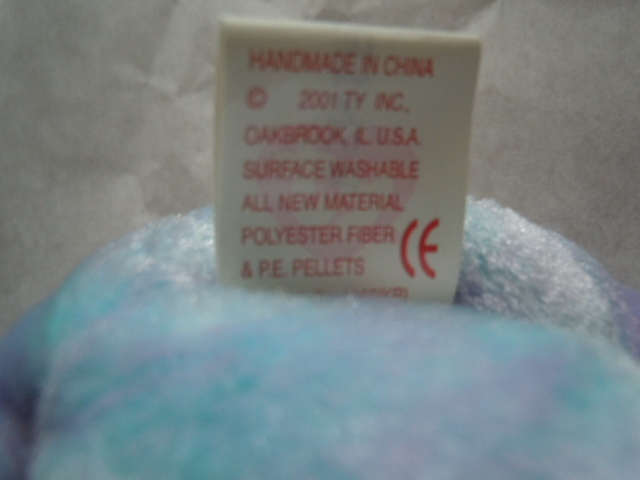 HANDMADE IN CHINA
© 2001 TY INC.,
OAKBROOK, IL. U.S.A.
SURFACE WASHABLE
ALL NEW MATERIAL
POLYESTER FIBER CE
& P.E. PELLETS